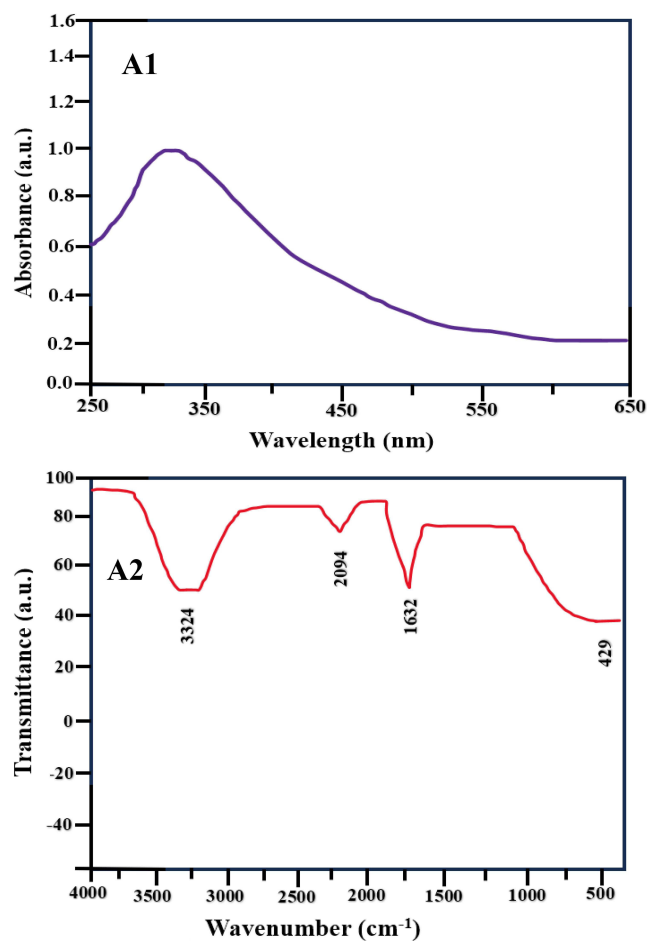 1.6
A1
1.4
1.2
1.0
0.8
0.6
0.4
0.2
0.0
Absorbance (a.u.)
250 350 450 550 650
Wavelength (nm)
100
80
60
40
20
0
-20
-40
Transmittance (a.u.)
A2
3324
2094
1632
429
4000 3500 3000 2500 2000 1500 1000 500
Wavenumber (cm⁻¹)